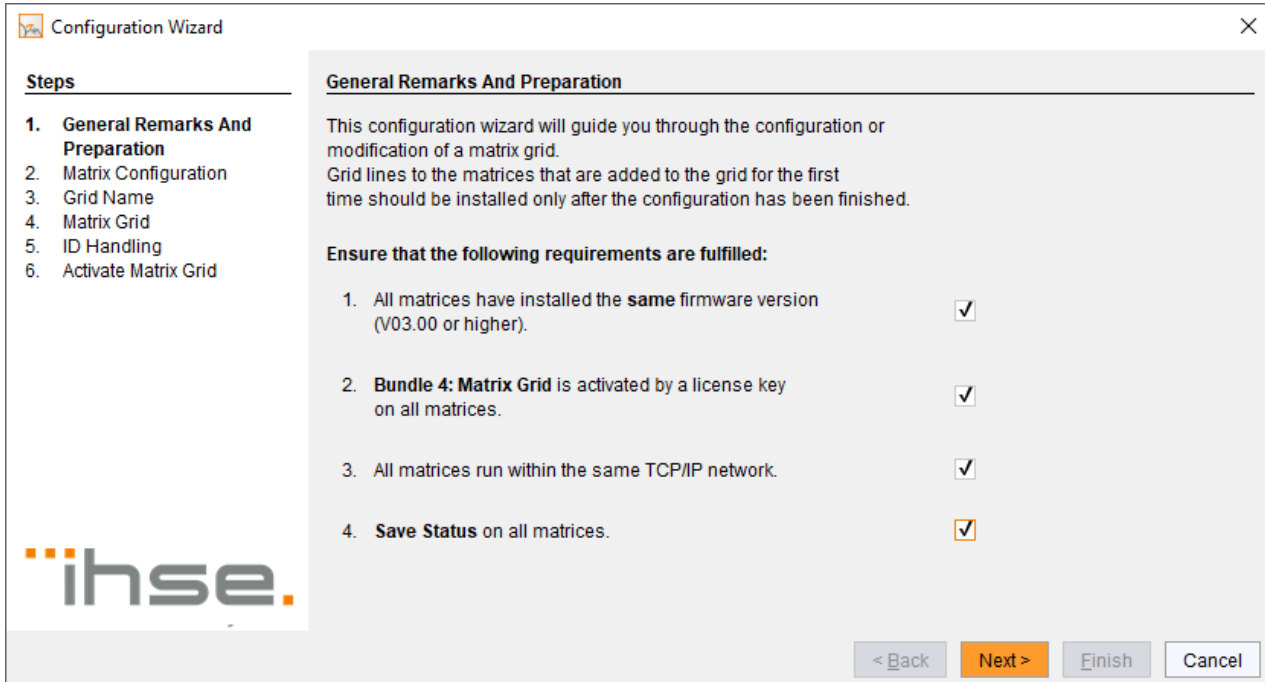 Configuration Wizard
Steps
1. General Remarks And
Preparation
2. Matrix Configuration
3. Grid Name
4. Matrix Grid
5. ID Handling
6. Activate Matrix Grid
ihse.
General Remarks And Preparation
This configuration wizard will guide you through the configuration or
modification of a matrix grid.
Grid lines to the matrices that are added to the grid for the first
time should be installed only after the configuration has been finished.
Ensure that the following requirements are fulfilled:
1. All matrices have installed the same firmware version
(V03.00 or higher).
2. Bundle 4: Matrix Grid is activated by a license key
on all matrices.
3. All matrices run within the same TCP/IP network.
4. Save Status on all matrices.
< Back Next > Finish Cancel